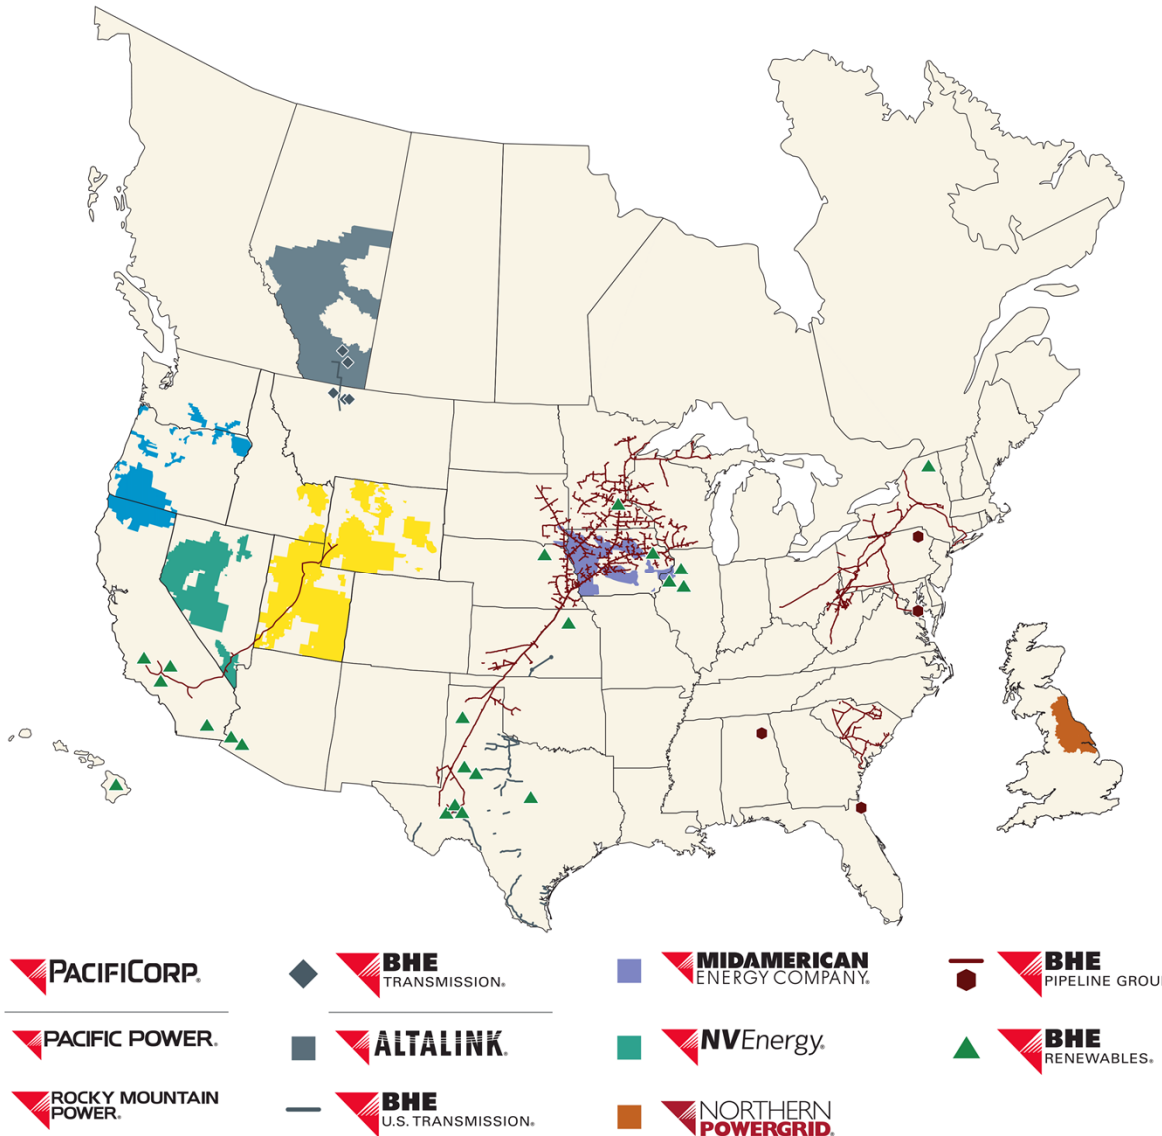 PACIFICORP®
BHE
TRANSMISSION®
MIDAMERICAN
ENERGY COMPANY®
BHE
PIPELINE GROU
PACIFIC POWER®
ALTALINK®
NVEnergy®
BHE
RENEWABLES®
ROCKY MOUNTAIN
POWER®
BHE
U.S. TRANSMISSION®
NORTHERN
POWERGRID®